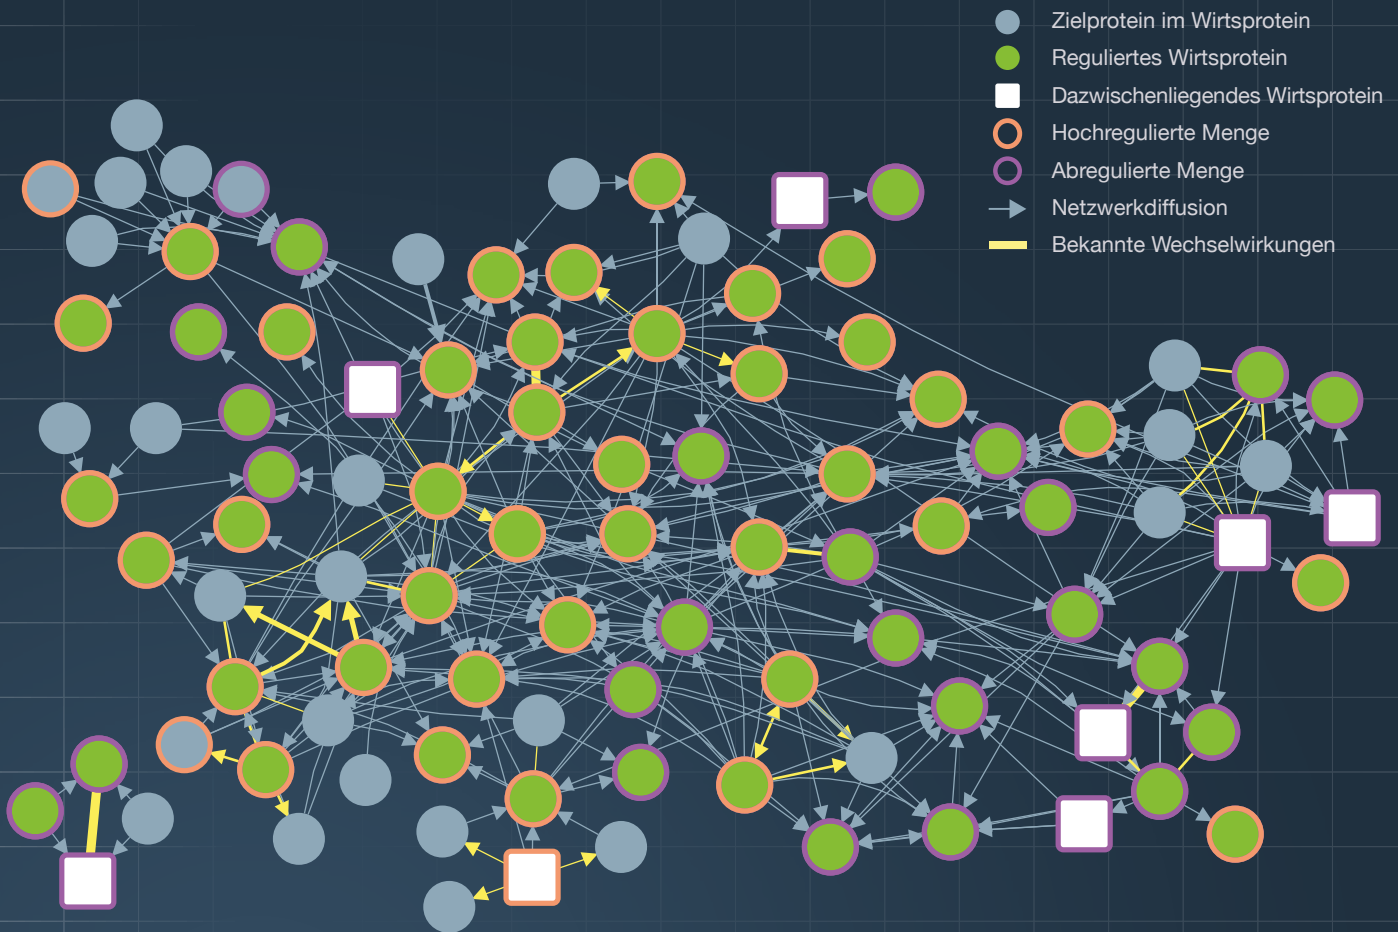 Zielprotein im Wirtsprotein
Reguliertes Wirtsprotein
Dazwischenliegendes Wirtsprotein
Hochregulierte Menge
Abregulierte Menge
Netzwerkdiffusion
Bekannte Wechselwirkungen